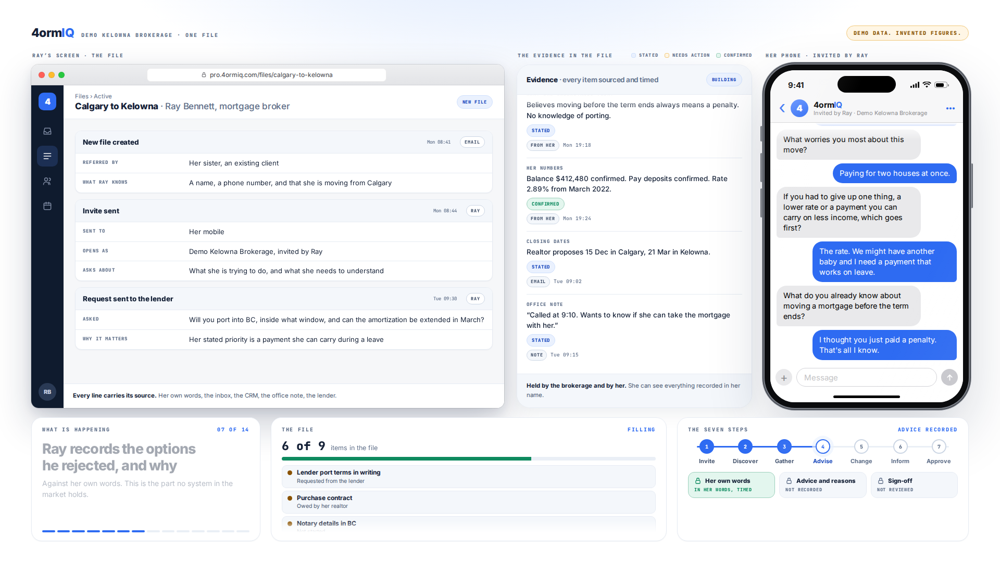 4ormIQ DEMO KELOWNA BROKERAGE · ONE FILE
DEMO DATA. INVENTED FIGURES.
RAY'S SCREEN · THE FILE
pro.4ormiq.com/files/calgary-to-kelowna
4
Files › Active
Calgary to Kelowna · Ray Bennett, mortgage broker
NEW FILE
New file created Mon 08:41 EMAIL
REFERRED BY Her sister, an existing client
WHAT RAY KNOWS A name, a phone number, and that she is moving from Calgary
Invite sent Mon 08:44 RAY
SENT TO Her mobile
OPENS AS Demo Kelowna Brokerage, invited by Ray
ASKS ABOUT What she is trying to do, and what she needs to understand
Request sent to the lender Tue 09:30 RAY
ASKED Will you port into BC, inside what window, and can the amortization be extended in March?
WHY IT MATTERS Her stated priority is a payment she can carry during a leave
RB
Every line carries its source. Her own words, the inbox, the CRM, the office note, the lender.
THE EVIDENCE IN THE FILE STATED NEEDS ACTION CONFIRMED
Evidence · every item sourced and timed BUILDING
Believes moving before the term ends always means a penalty.
No knowledge of porting.
STATED
FROM HER Mon 19:18
HER NUMBERS
Balance $412,480 confirmed. Pay deposits confirmed. Rate
2.89% from March 2022.
CONFIRMED
FROM HER Mon 19:24
CLOSING DATES
Realtor proposes 15 Dec in Calgary, 21 Mar in Kelowna.
STATED
EMAIL Tue 09:02
OFFICE NOTE
“Called at 9:10. Wants to know if she can take the mortgage
with her.”
STATED
NOTE Tue 09:15
Held by the brokerage and by her. She can see everything recorded in her
name.
HER PHONE · INVITED BY RAY
9:41
4 4ormIQ
Invited by Ray · Demo Kelowna Brokerage
What worries you most about this
move?
Paying for two houses at once.
If you had to give up one thing, a
lower rate or a payment you can
carry on less income, which goes
first?
The rate. We might have another
baby and I need a payment that
works on leave.
What do you already know about
moving a mortgage before the term
ends?
I thought you just paid a penalty.
That's all I know.
Message
WHAT IS HAPPENING 07 OF 14
Ray records the options
he rejected, and why
Against her own words. This is the part no system in the
market holds.
THE FILE FILLING
6 of 9 items in the file
Lender port terms in writing
Requested from the lender
Purchase contract
Owed by her realtor
Notary details in BC
Not started
THE SEVEN STEPS ADVICE RECORDED
1 2 3 4 5 6 7
Invite Discover Gather Advise Change Inform Approve
Her own words
IN HER WORDS, TIMED
Advice and reasons
NOT RECORDED
Sign-off
NOT REVIEWED